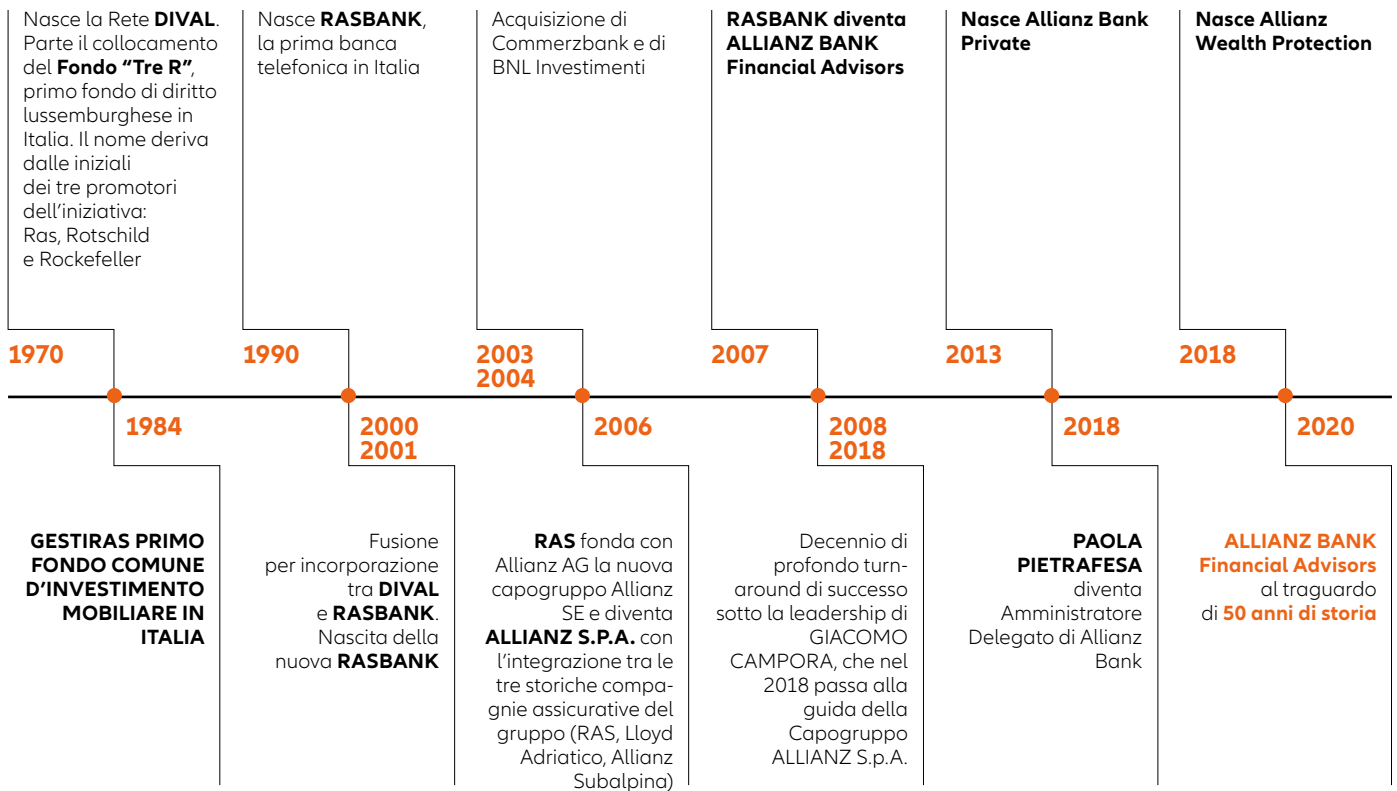 Nasce la Rete DIVAL.
Parte il collocamento
del Fondo “Tre R”,
primo fondo di diritto
lussemburghese in
Italia. Il nome deriva
dalle iniziali
dei tre promotori
dell’iniziativa:
Ras, Rotschild
e Rockefeller
1970
Nasce RASBANK,
la prima banca
telefonica in Italia
1990
Acquisizione di
Commerzbank e di
BNL Investimenti
2003
2004
RASBANK diventa
ALLIANZ BANK
Financial Advisors
2007
Nasce Allianz Bank
Private
2013
Nasce Allianz
Wealth Protection
2018
1984
GESTIRAS PRIMO
FONDO COMUNE
D’INVESTIMENTO
MOBILIARE IN
ITALIA
2000
2001
Fusione
per incorporazione
tra DIVAL
e RASBANK.
Nascita della
nuova RASBANK
2006
RAS fonda con
Allianz AG la nuova
capogruppo Allianz
SE e diventa
ALLIANZ S.P.A. con
l’integrazione tra le
tre storiche compa-
gnie assicurative del
gruppo (RAS, Lloyd
Adriatico, Allianz
Subalpina)
2008
2018
Decennio di
profondo turn-
around di successo
sotto la leadership di
GIACOMO
CAMPORA, che nel
2018 passa alla
guida della
Capogruppo
ALLIANZ S.p.A.
2018
PAOLA
PIETRAFESA
diventa
Amministratore
Delegato di Allianz
Bank
2020
ALLIANZ BANK
Financial Advisors
al traguardo
di 50 anni di storia